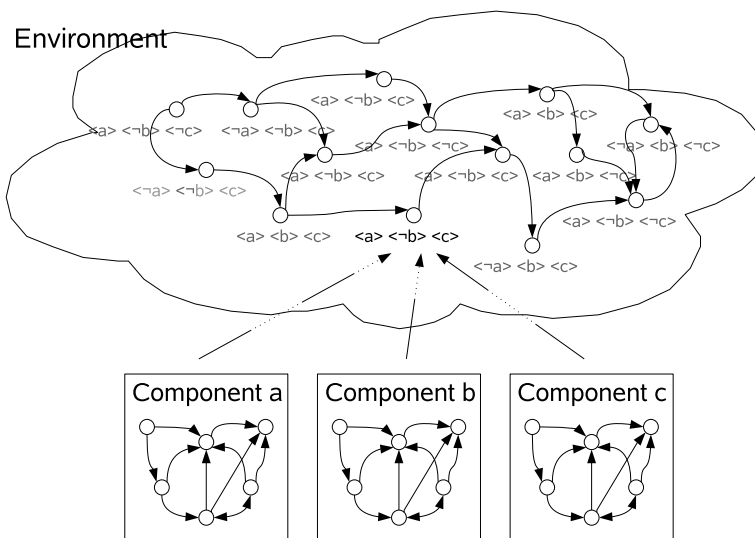 Environment
<a> <¬b> <c>
<a> <b> <c>
<a> <¬b> <¬c>
<¬a> <¬b> <c>
<a> <¬b> <¬c>
<¬a> <b> <¬c>
<a> <¬b> <c>
<a> <¬b> <c>
<a> <b> <¬c>
<¬a> <¬b> <c>
<a> <b> <c>
<a> <¬b> <c>
<a> <¬b> <¬c>
<¬a> <b> <c>
Component a
Component b
Component c